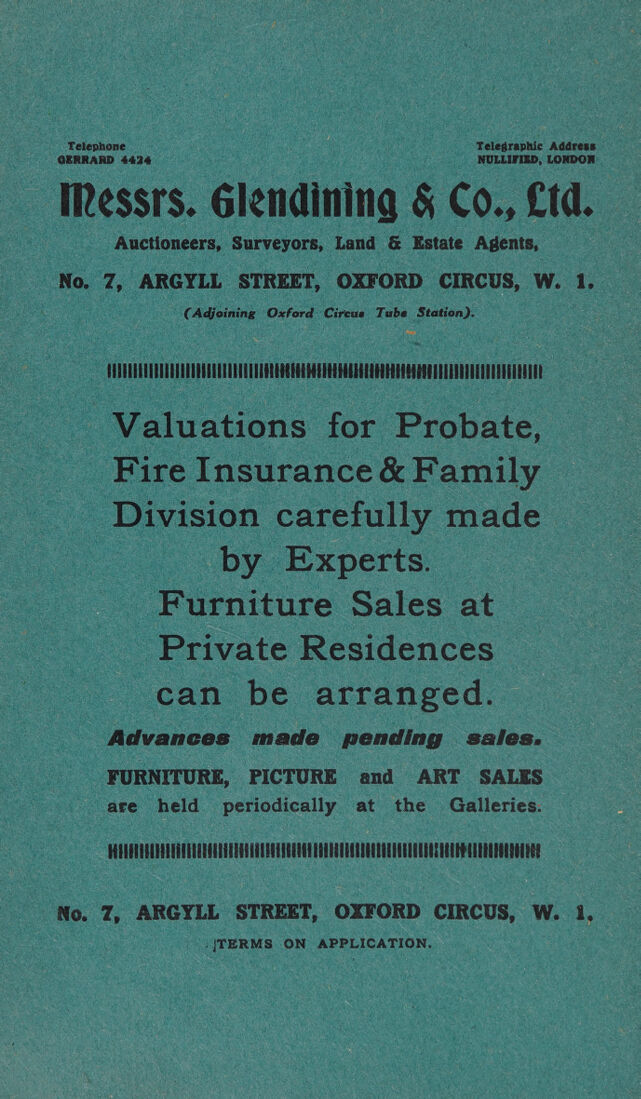 Telephone
GERRARD 4424
Telegraphic Address
NULLIFIED, LONDON
Messrs. Glendining & Co., Ltd.
Auctioneers, Surveyors, Land & Estate Agents,
No. 7, ARGYLL STREET, OXFORD CIRCUS, W. 1.
(Adjoining Oxford Circus Tube Station).
Valuations for Probate,
Fire Insurance & Family
Division carefully made
by Experts.
Furniture Sales at
Private Residences
can be arranged.
Advances made pending sales.
FURNITURE, PICTURE and ART SALES
are held periodically at the Galleries.
No. 7, ARGYLL STREET, OXFORD CIRCUS, W. 1.
TERMS ON APPLICATION.